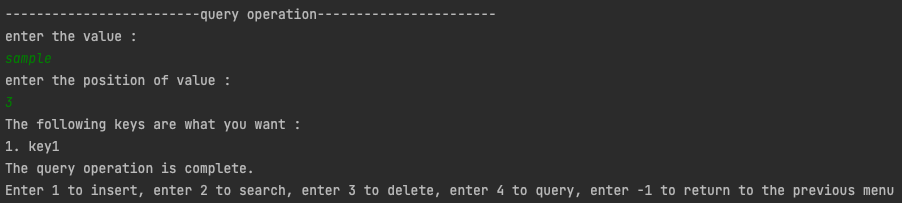 -------------------------query operation-----------------------
enter the value :
sample
enter the position of value :
3
The following keys are what you want :
1. key1
The query operation is complete.
Enter 1 to insert, enter 2 to search, enter 3 to delete, enter 4 to query, enter -1 to return to the previous menu